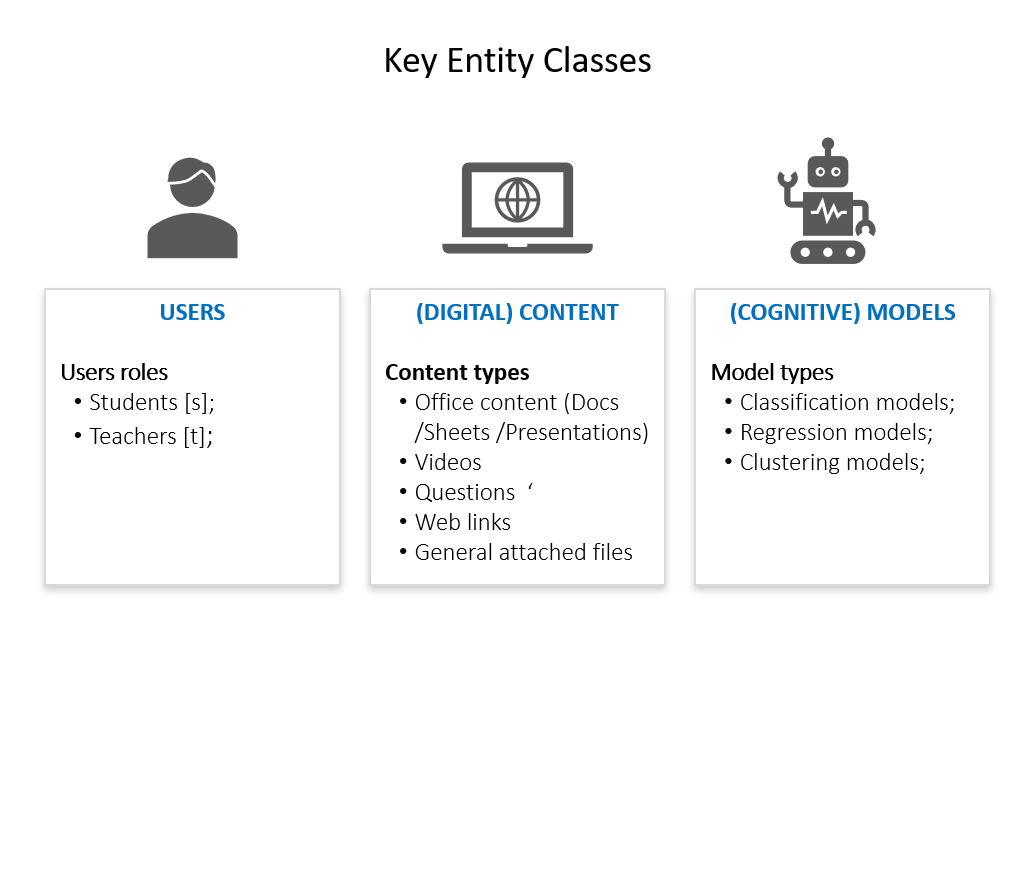 Key Entity Classes
USERS
Users roles
• Students [s];
• Teachers [t];
(DIGITAL) CONTENT
Content types
• Office content (Docs
/Sheets /Presentations)
• Videos
• Questions  ‘
• Web links
• General attached files
(COGNITIVE) MODELS
Model types
• Classification models;
• Regression models;
• Clustering models;